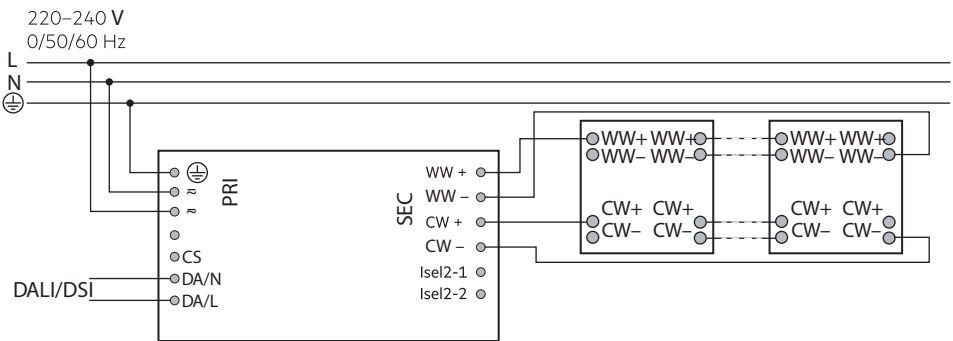 220–240 V
0/50/60 Hz
L
N
PRI
≈
≈
CS
DA/N
DA/L
DALI/DSI
SEC
WW +
WW –
CW +
CW –
Isel2-1
Isel2-2
WW+ WW+
WW– WW–
CW+ CW+
CW– CW–
WW+ WW+
WW– WW–
CW+ CW+
CW– CW–